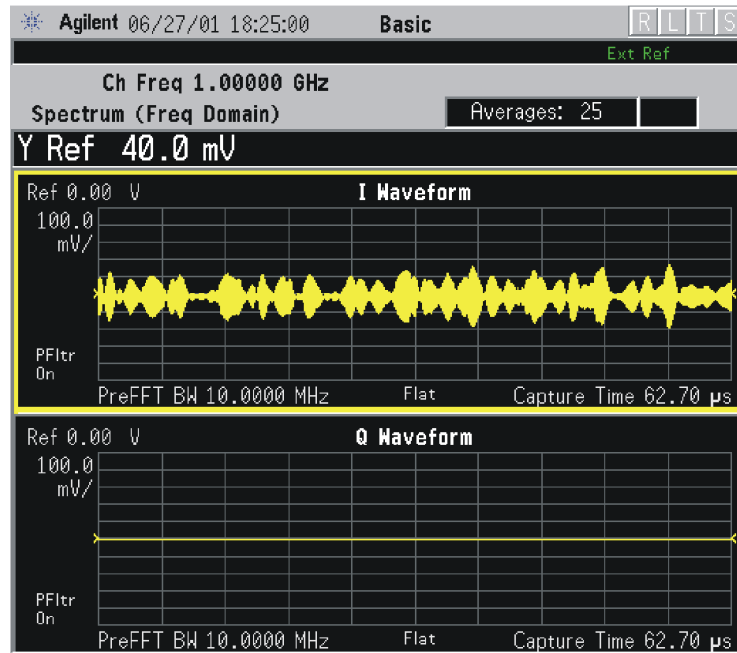 Agilent 06/27/01 18:25:00 Basic R L T S
Ext Ref
Ch Freq 1.00000 GHz
Spectrum (Freq Domain) Averages: 25
Y Ref 40.0 mV
Ref 0.00 V I Waveform
100.0
mV/
PFltr
On
PreFFT BW 10.0000 MHz Flat Capture Time 62.70 µs
Ref 0.00 V Q Waveform
100.0
mV/
PFltr
On
PreFFT BW 10.0000 MHz Flat Capture Time 62.70 µs